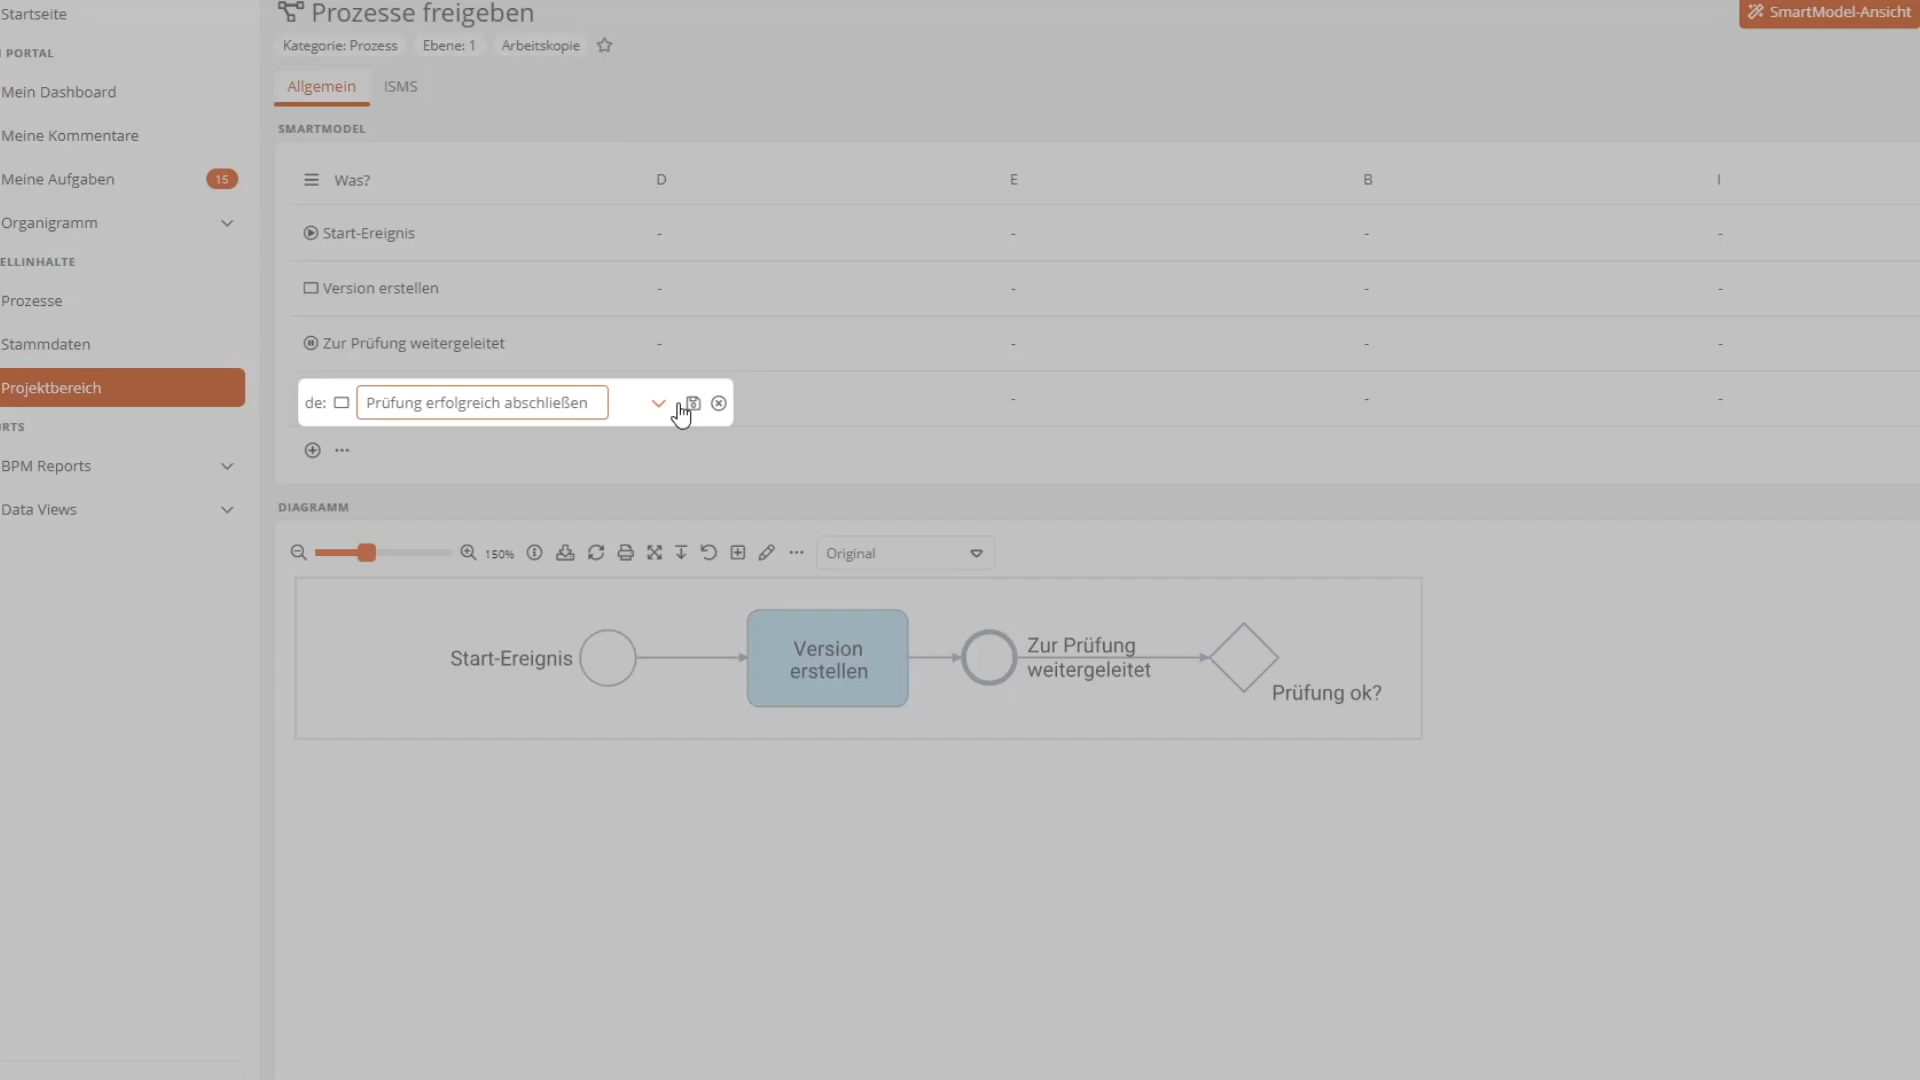 Startseite
Prozesse freigeben
SmartModel-Ansicht
Kategorie: Prozess
Ebene: 1
Arbeitskopie
PORTAL
Allgemein
ISMS
Mein Dashboard
SMARTMODEL
Meine Kommentare
Meine Aufgaben
15
Was?
D
E
B
I
Organigramm
Start-Ereignis
-
-
-
-
ELLINHALTE
Prozesse
Version erstellen
-
-
-
-
Stammdaten
Zur Prüfung weitergeleitet
-
-
-
-
Projektbereich
de:
Prüfung erfolgreich abschließen
-
-
-
RTS
BPM Reports
Data Views
DIAGRAMM
150%
Original
Start-Ereignis
Version
erstellen
Zur Prüfung
weitergeleitet
Prüfung ok?